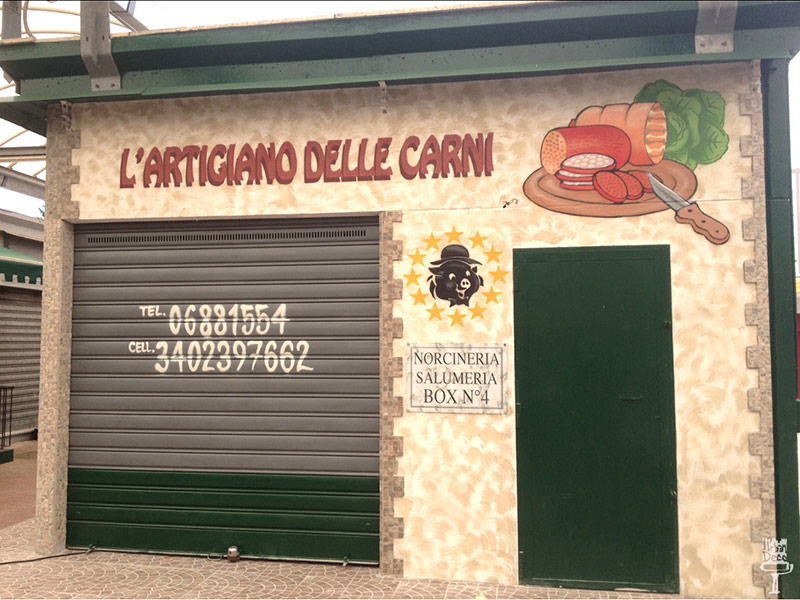 L'ARTIGIANO DELLE CARNI
TEL. 06881554
CELL. 3402397662
NORCINERIA
SALUMERIA
BOX N°4